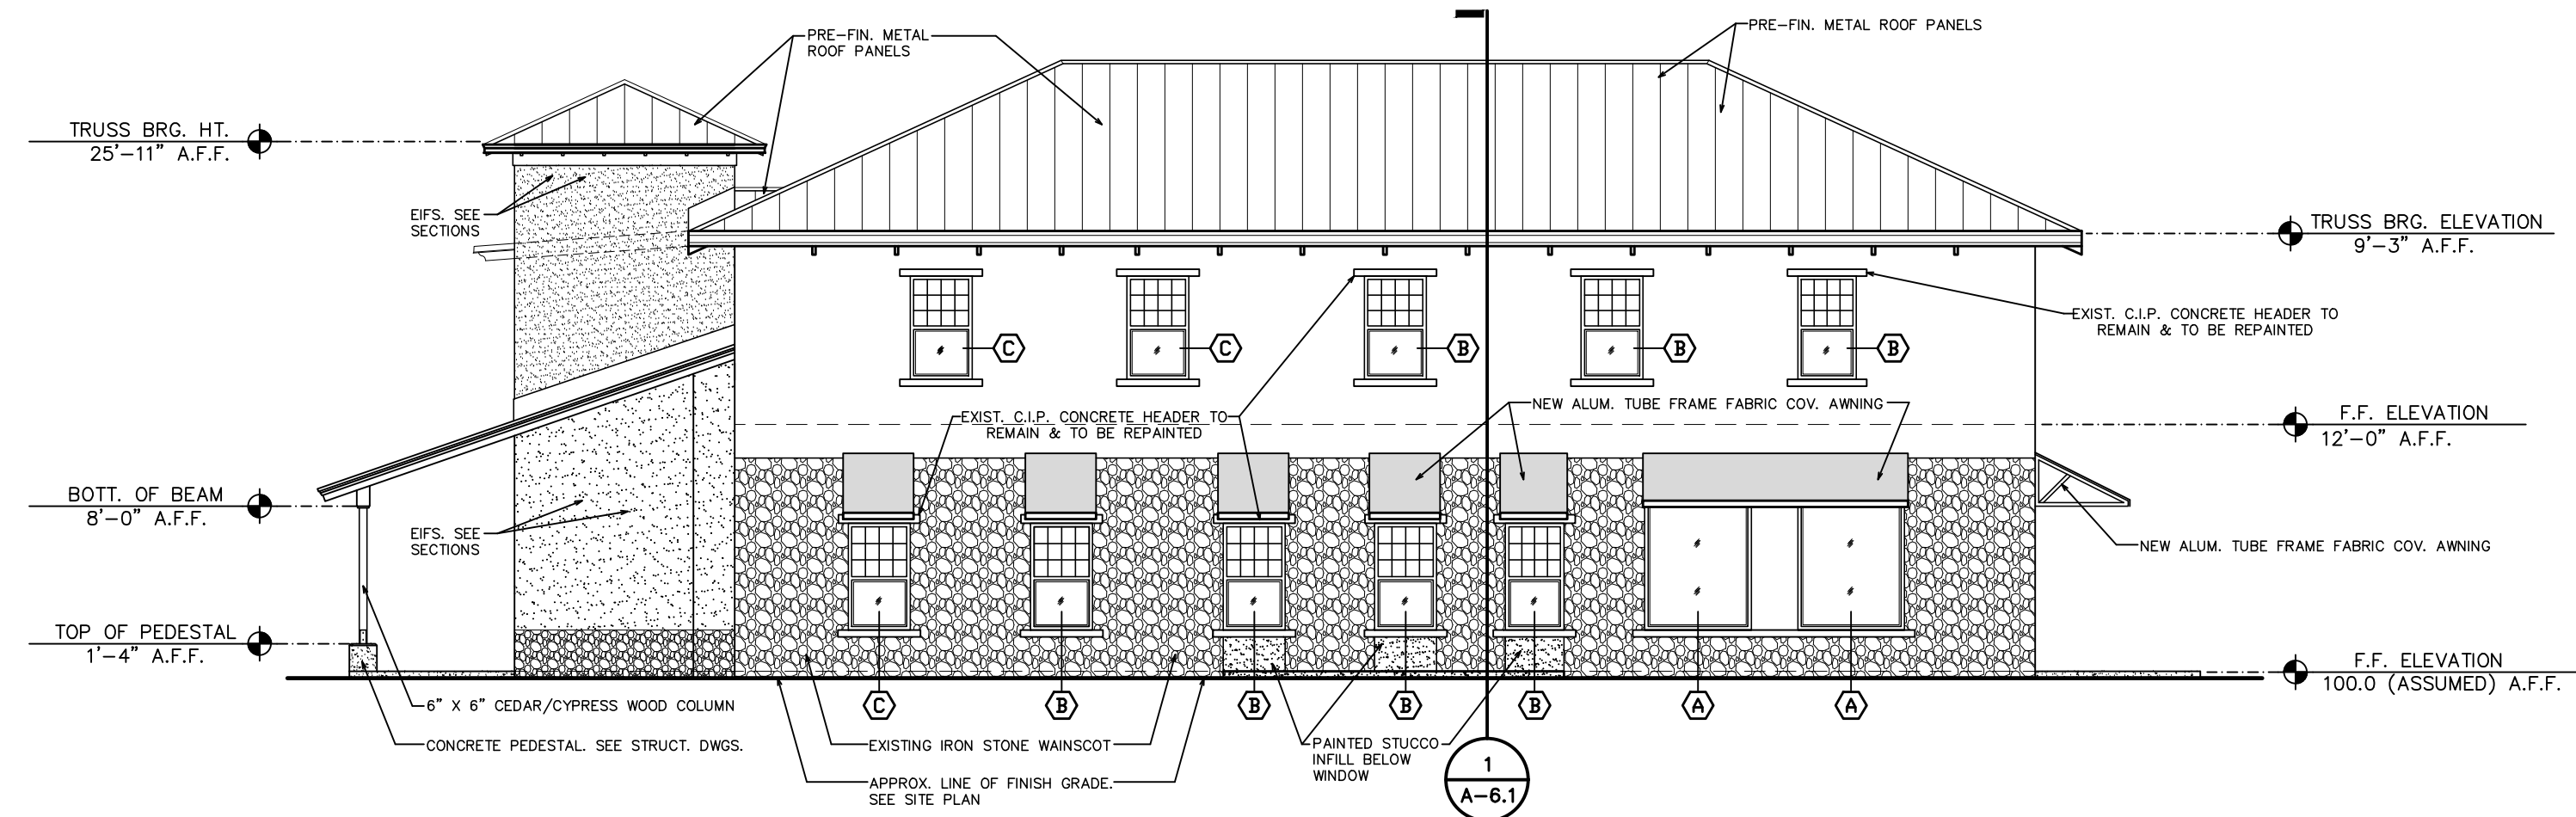 PRE-FIN. METAL
ROOF PANELS
PRE-FIN. METAL ROOF PANELS
TRUSS BRG. HT.
25'-11" A.F.F.
EIFS. SEE
SECTIONS
TRUSS BRG. ELEVATION
9'-3" A.F.F.
EXIST. C.I.P. CONCRETE HEADER TO
REMAIN & TO BE REPAINTED
C
C
B
B
B
EXIST. C.I.P. CONCRETE HEADER TO
REMAIN & TO BE REPAINTED
NEW ALUM. TUBE FRAME FABRIC COV. AWNING
F.F. ELEVATION
12'-0" A.F.F.
BOTT. OF BEAM
8'-0" A.F.F.
EIFS. SEE
SECTIONS
NEW ALUM. TUBE FRAME FABRIC COV. AWNING
TOP OF PEDESTAL
1'-4" A.F.F.
F.F. ELEVATION
100.0 (ASSUMED) A.F.F.
6" X 6" CEDAR/CYPRESS WOOD COLUMN
C
B
B
B
B
A
A
CONCRETE PEDESTAL. SEE STRUCT. DWGS.
EXISTING IRON STONE WAINSCOT
PAINTED STUCCO
INFILL BELOW
WINDOW
APPROX. LINE OF FINISH GRADE.
SEE SITE PLAN
1
A-6.1